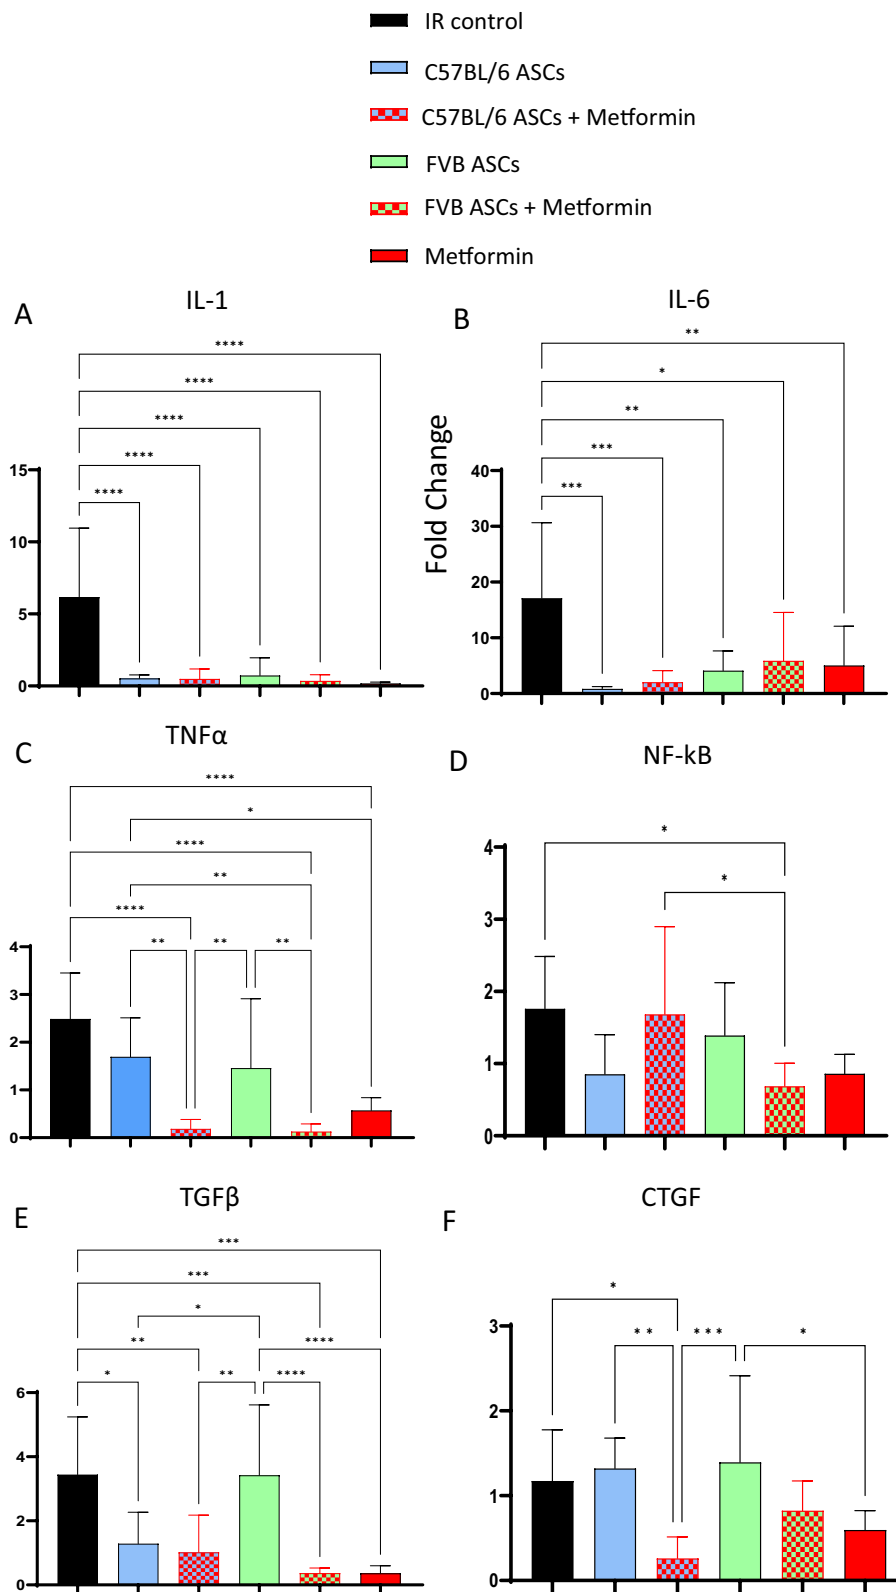 IR control
C57BL/6 ASCs
C57BL/6 ASCs + Metformin
FVB ASCs
FVB ASCs + Metformin
Metformin
A
IL-1
****
****
****
****
****
15
10
5
0
B
IL-6
Fold Change
**
*
**
***
***
40
30
20
10
0
C
TNFα
****
*
****
**
****
** ** **
4
3
2
1
0
D
NF-kB
*
*
4
3
2
1
0
E
TGFβ
***
***
*
** ****
* ** ****
6
4
2
0
F
CTGF
*
** *** *
3
2
1
0